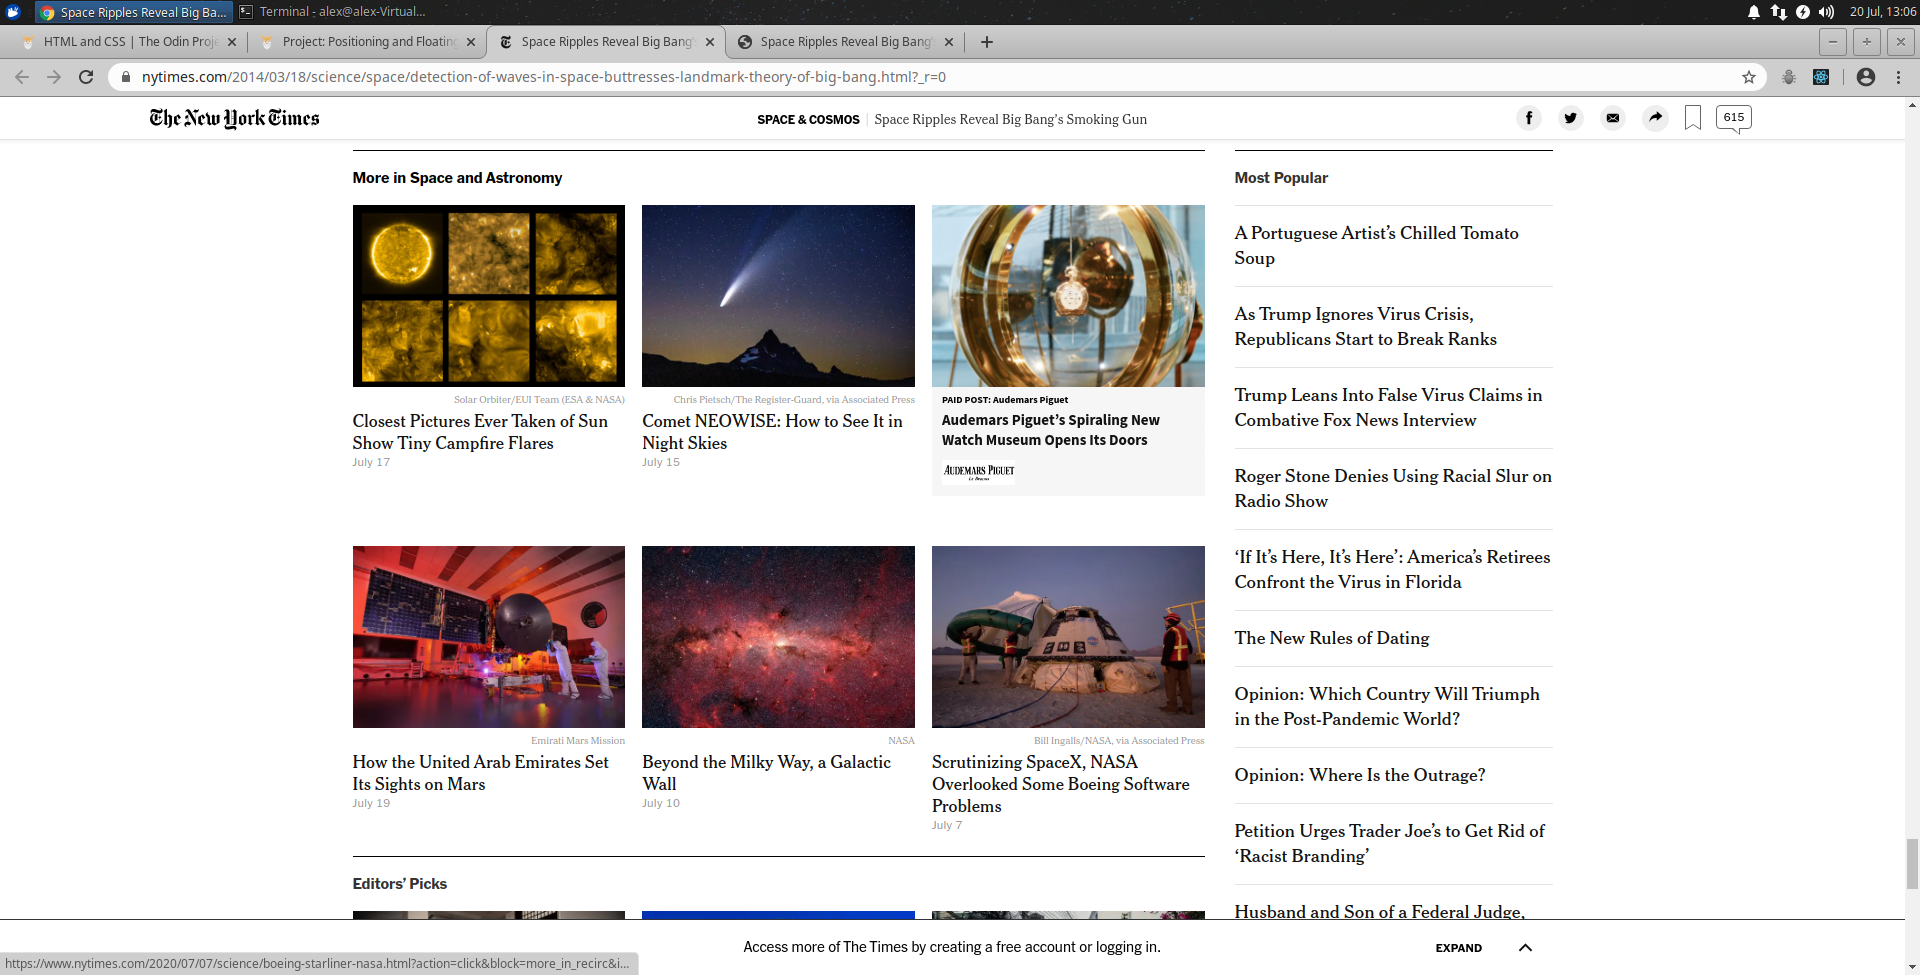 Space Ripples Reveal Big Ba...
Terminal - alex@alex-Virtual...
20 Jul, 13:06
HTML and CSS | The Odin Proje
Project: Positioning and Floating
Space Ripples Reveal Big Bang'
Space Ripples Reveal Big Bang'
nytimes.com/2014/03/18/science/space/detection-of-waves-in-space-buttresses-landmark-theory-of-big-bang.html?_r=0
The New York Times
SPACE & COSMOS | Space Ripples Reveal Big Bang’s Smoking Gun
615
More in Space and Astronomy
Solar Orbiter/EUI Team (ESA & NASA)
Closest Pictures Ever Taken of Sun
Show Tiny Campfire Flares
July 17
Chris Pietsch/The Register-Guard, via Associated Press
Comet NEOWISE: How to See It in
Night Skies
July 15
PAID POST: Audemars Piguet
Audemars Piguet’s Spiraling New
Watch Museum Opens Its Doors
AUDEMARS PIGUET
Le Brassus
Emirati Mars Mission
How the United Arab Emirates Set
Its Sights on Mars
July 19
NASA
Beyond the Milky Way, a Galactic
Wall
July 10
Bill Ingalls/NASA, via Associated Press
Scrutinizing SpaceX, NASA
Overlooked Some Boeing Software
Problems
July 7
Editors’ Picks
Most Popular
A Portuguese Artist’s Chilled Tomato
Soup
As Trump Ignores Virus Crisis,
Republicans Start to Break Ranks
Trump Leans Into False Virus Claims in
Combative Fox News Interview
Roger Stone Denies Using Racial Slur on
Radio Show
‘If It’s Here, It’s Here’: America’s Retirees
Confront the Virus in Florida
The New Rules of Dating
Opinion: Which Country Will Triumph
in the Post-Pandemic World?
Opinion: Where Is the Outrage?
Petition Urges Trader Joe’s to Get Rid of
‘Racist Branding’
Husband and Son of a Federal Judge,
Access more of The Times by creating a free account or logging in.
EXPAND
https://www.nytimes.com/2020/07/07/science/boeing-starliner-nasa.html?action=click&block=more_in_recirc&i...